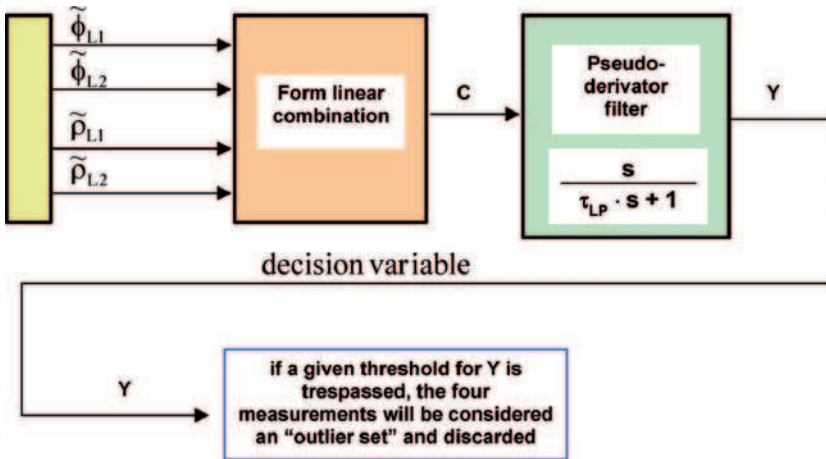 ϕ̃L1
ϕ̃L2
ρ̃L1
ρ̃L2
Form linear
combination
C
Pseudo-
derivator
filter
s
τLP · s + 1
Y
decision variable
Y
if a given threshold for Y is
trespassed, the four
measurements will be considered
an “outlier set” and discarded